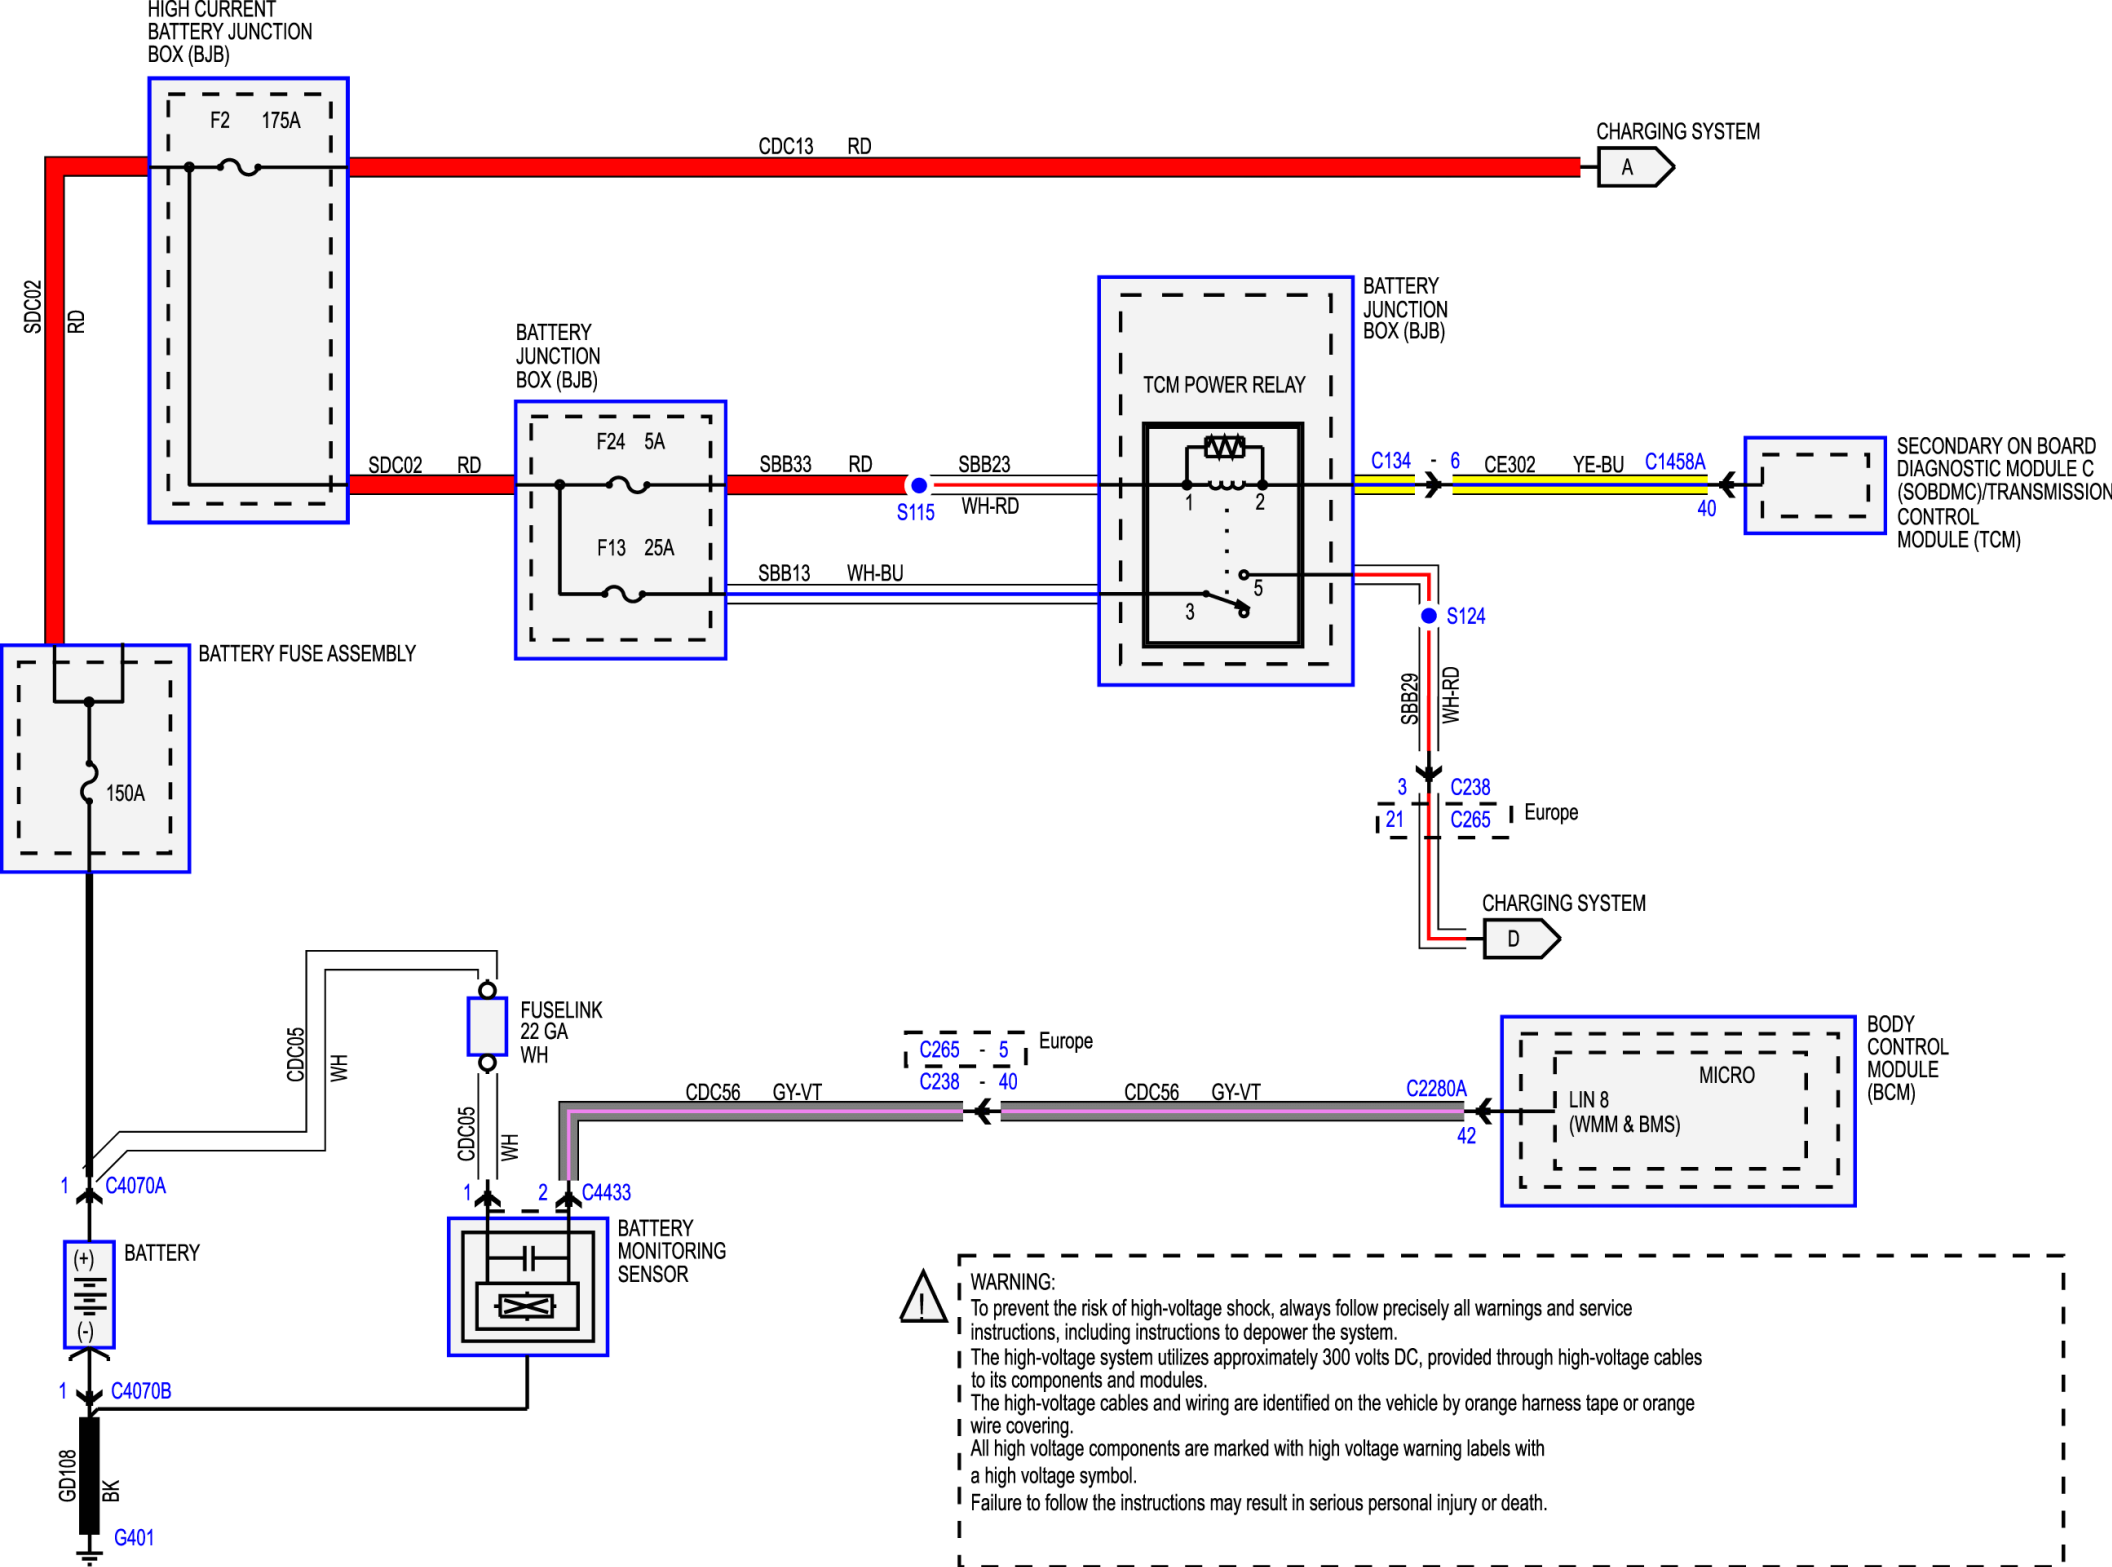 HIGH CURRENT
BATTERY JUNCTION
BOX (BJB)
F2 175A
CDC13 RD
CHARGING SYSTEM
A
SDC02
RD
BATTERY
JUNCTION
BOX (BJB)
F24 5A
F13 25A
SDC02 RD
SBB33 RD
S115
SBB23
WH-RD
SBB13 WH-BU
BATTERY
JUNCTION
BOX (BJB)
TCM POWER RELAY
1 2
3 5
C134 - 6
CE302 YE-BU
C1458A
40
SECONDARY ON BOARD
DIAGNOSTIC MODULE C
(SOBDMC)/TRANSMISSION
CONTROL
MODULE (TCM)
S124
SBB29
WH-RD
3 C238
21 C265
Europe
CHARGING SYSTEM
D
BATTERY FUSE ASSEMBLY
150A
CDC05
WH
FUSELINK
22 GA
WH
CDC05
WH
C265 - 5
Europe
C238 - 40
CDC56 GY-VT
CDC56 GY-VT
C2280A
42
LIN 8
(WMM & BMS)
MICRO
BODY
CONTROL
MODULE
(BCM)
1 C4070A
1
2 C4433
BATTERY
MONITORING
SENSOR
(+)
(-)
BATTERY
1 C4070B
GD108
BK
G401
!
WARNING:
To prevent the risk of high-voltage shock, always follow precisely all warnings and service
instructions, including instructions to depower the system.
The high-voltage system utilizes approximately 300 volts DC, provided through high-voltage cables
to its components and modules.
The high-voltage cables and wiring are identified on the vehicle by orange harness tape or orange
wire covering.
All high voltage components are marked with high voltage warning labels with
a high voltage symbol.
Failure to follow the instructions may result in serious personal injury or death.